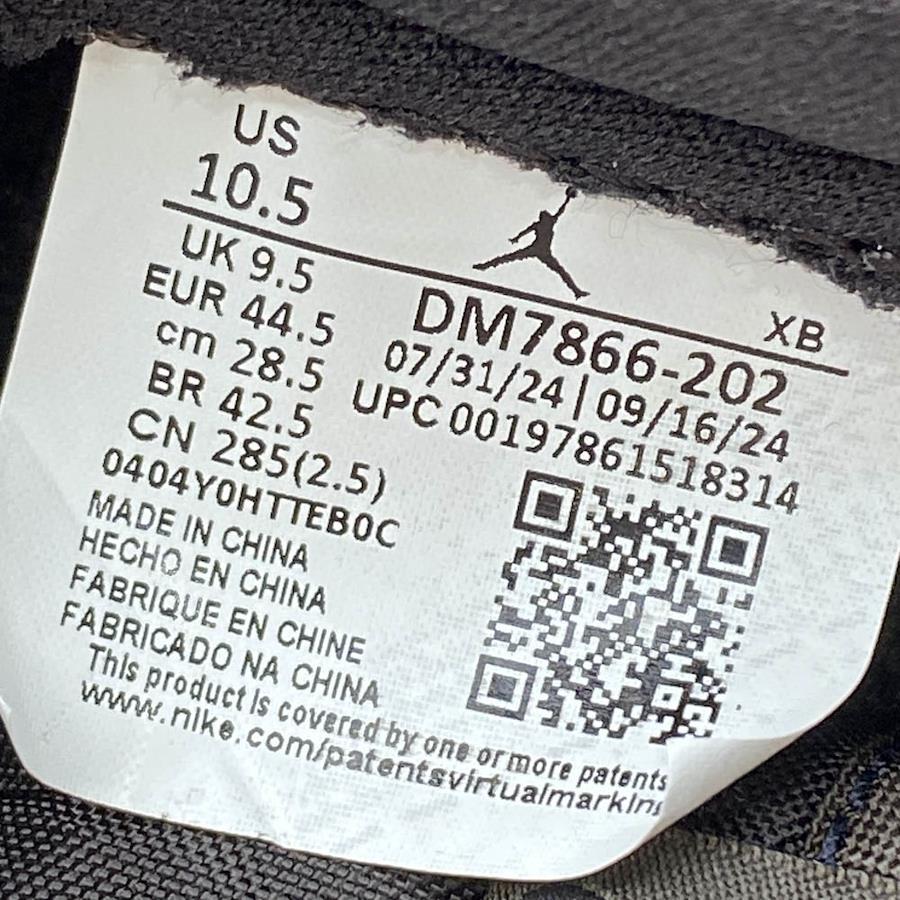 US
10.5
XB
UK 9.5
EUR 44.5
cm 28.5
BR 42.5
CN 285(2.5)
DM7866-202
07/31/24|09/16/24
UPC 00197861518314
0404Y0HTTEB0C
MADE IN CHINA
HECHO EN CHINA
FABRIQUE EN CHINE
FABRICADO NA CHINA
This product is covered by one or more patents
www.nike.com/patentsvirtualmarking